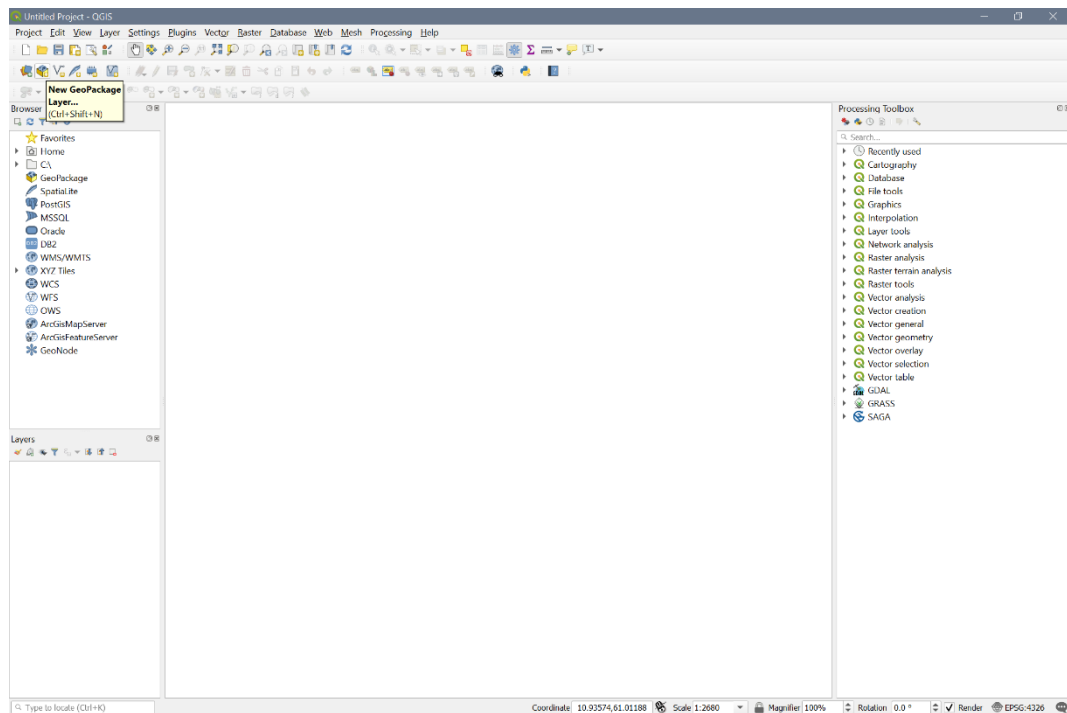 Untitled Project - QGIS
Project Edit View Layer Settings Plugins Vector Raster Database Web Mesh Processing Help
New GeoPackage
Layer...
(Ctrl+Shift+N)
Browser
Favorites
Home
C:\
GeoPackage
SpatiaLite
PostGIS
MSSQL
Oracle
DB2
WMS/WMTS
XYZ Tiles
WCS
WFS
OWS
ArcGisMapServer
ArcGisFeatureServer
GeoNode
Layers
Processing Toolbox
Search...
Recently used
Cartography
Database
File tools
Graphics
Interpolation
Layer tools
Network analysis
Raster analysis
Raster terrain analysis
Raster tools
Vector analysis
Vector creation
Vector general
Vector geometry
Vector overlay
Vector selection
Vector table
GDAL
GRASS
SAGA
Type to locate (Ctrl+K) Coordinate 10.93574,61.01188 Scale 1:2680 Magnifier 100% Rotation 0.0 ° Render EPSG:4326